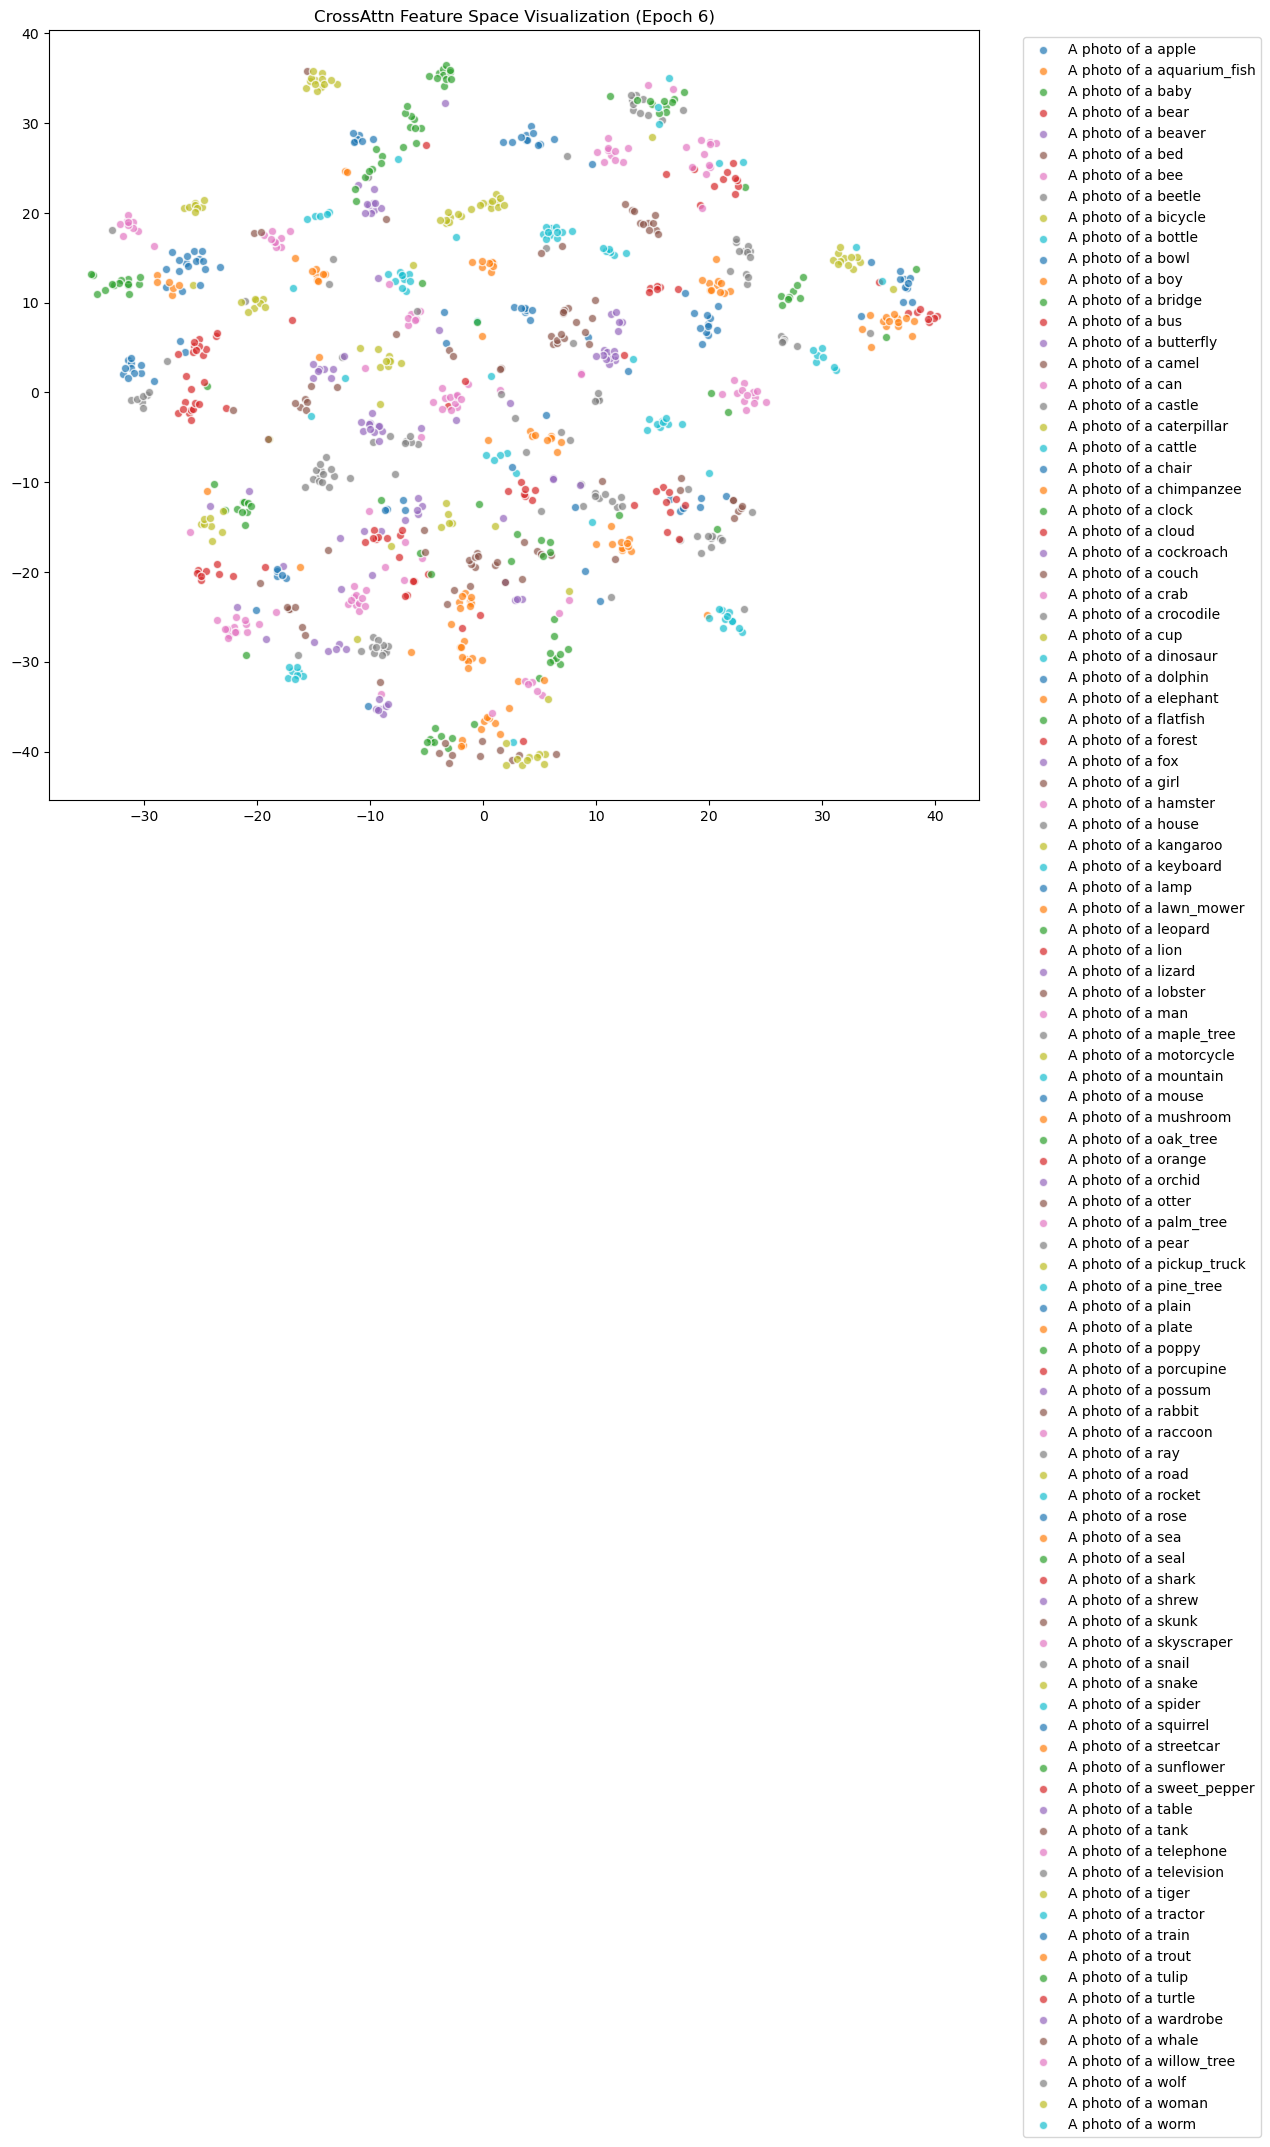 CrossAttn Feature Space Visualization (Epoch 6)
40
30
20
10
0
−10
−20
−30
−40
−30
−20
−10
0
10
20
30
40
A photo of a apple
A photo of a aquarium_fish
A photo of a baby
A photo of a bear
A photo of a beaver
A photo of a bed
A photo of a bee
A photo of a beetle
A photo of a bicycle
A photo of a bottle
A photo of a bowl
A photo of a boy
A photo of a bridge
A photo of a bus
A photo of a butterfly
A photo of a camel
A photo of a can
A photo of a castle
A photo of a caterpillar
A photo of a cattle
A photo of a chair
A photo of a chimpanzee
A photo of a clock
A photo of a cloud
A photo of a cockroach
A photo of a couch
A photo of a crab
A photo of a crocodile
A photo of a cup
A photo of a dinosaur
A photo of a dolphin
A photo of a elephant
A photo of a flatfish
A photo of a forest
A photo of a fox
A photo of a girl
A photo of a hamster
A photo of a house
A photo of a kangaroo
A photo of a keyboard
A photo of a lamp
A photo of a lawn_mower
A photo of a leopard
A photo of a lion
A photo of a lizard
A photo of a lobster
A photo of a man
A photo of a maple_tree
A photo of a motorcycle
A photo of a mountain
A photo of a mouse
A photo of a mushroom
A photo of a oak_tree
A photo of a orange
A photo of a orchid
A photo of a otter
A photo of a palm_tree
A photo of a pear
A photo of a pickup_truck
A photo of a pine_tree
A photo of a plain
A photo of a plate
A photo of a poppy
A photo of a porcupine
A photo of a possum
A photo of a rabbit
A photo of a raccoon
A photo of a ray
A photo of a road
A photo of a rocket
A photo of a rose
A photo of a sea
A photo of a seal
A photo of a shark
A photo of a shrew
A photo of a skunk
A photo of a skyscraper
A photo of a snail
A photo of a snake
A photo of a spider
A photo of a squirrel
A photo of a streetcar
A photo of a sunflower
A photo of a sweet_pepper
A photo of a table
A photo of a tank
A photo of a telephone
A photo of a television
A photo of a tiger
A photo of a tractor
A photo of a train
A photo of a trout
A photo of a tulip
A photo of a turtle
A photo of a wardrobe
A photo of a whale
A photo of a willow_tree
A photo of a wolf
A photo of a woman
A photo of a worm